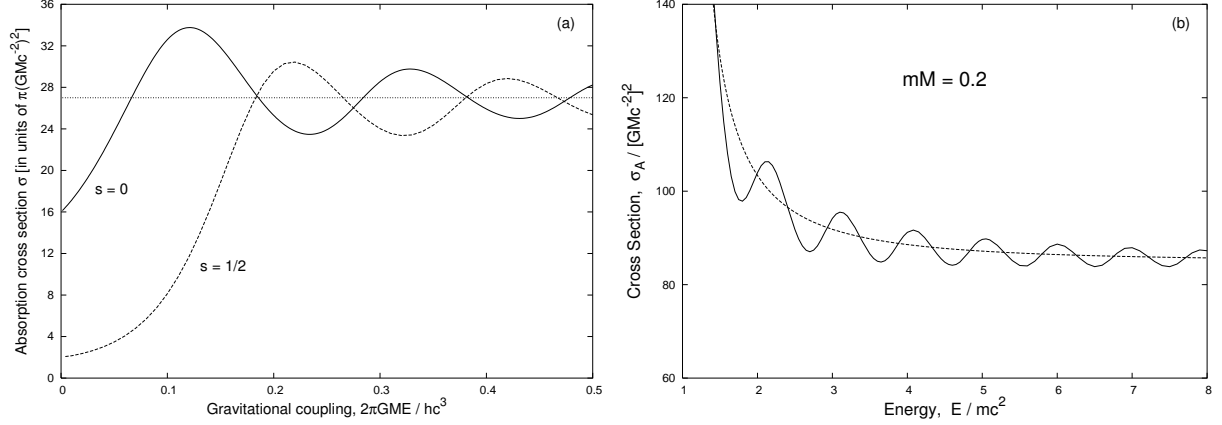 (a)
Absorption cross section σ [in units of π(GMc⁻²)²]
36
32
28
24
20
16
12
8
4
0
s = 0
s = 1/2
0 0.1 0.2 0.3 0.4 0.5
Gravitational coupling, 2πGME / hc³
(b)
Cross Section, σ_A / [GMc⁻²]²
140
120
100
80
60
mM = 0.2
1 2 3 4 5 6 7 8
Energy, E / mc²